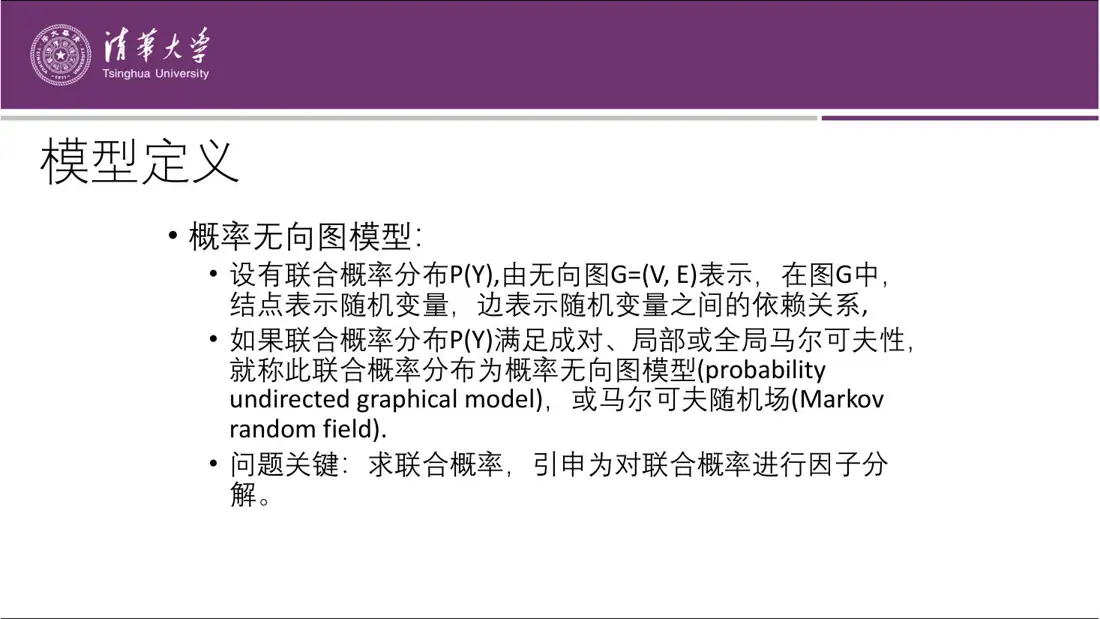 清华大学
Tsinghua University
模型定义
• 概率无向图模型：
• 设有联合概率分布P(Y),由无向图G=(V, E)表示，在图G中，
结点表示随机变量，边表示随机变量之间的依赖关系,
• 如果联合概率分布P(Y)满足成对、局部或全局马尔可夫性，
就称此联合概率分布为概率无向图模型(probability
undirected graphical model)，或马尔可夫随机场(Markov
random field).
• 问题关键：求联合概率，引申为对联合概率进行因子分
解。